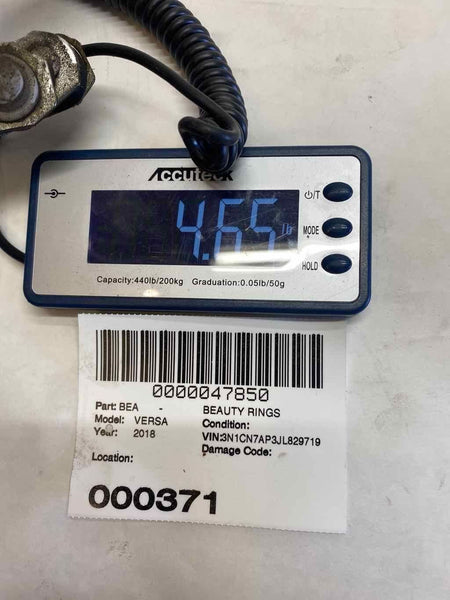 Accuteck
⏻/T
4.65 lb
MODE
HOLD
Capacity:440lb/200kg Graduation:0.05lb/50g
0000047850
Part: BEA - BEAUTY RINGS
Model: VERSA Condition:
Year: 2018 VIN:3N1CN7AP3JL829719
Damage Code:
Location:
000371